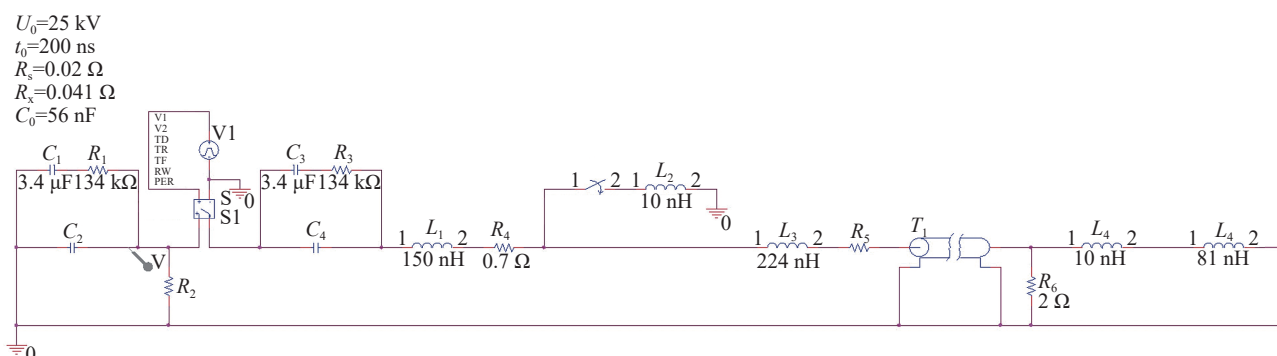 U₀=25 kV
t₀=200 ns
Rₛ=0.02 Ω
Rₓ=0.041 Ω
C₀=56 nF
V1
V2
TD
TR
TF
RW
PER
V1
0
S
S1
C₁ R₁
3.4 μF 134 kΩ
C₂
V
R₂
C₃ R₃
3.4 μF 134 kΩ
C₄
1 L₁ 2
150 nH
R₄
0.7 Ω
1 2
1 L₂ 2
10 nH
0
1 L₃ 2
224 nH
R₅
T₁
R₆
2 Ω
1 L₄ 2
10 nH
1 L₄ 2
81 nH
0